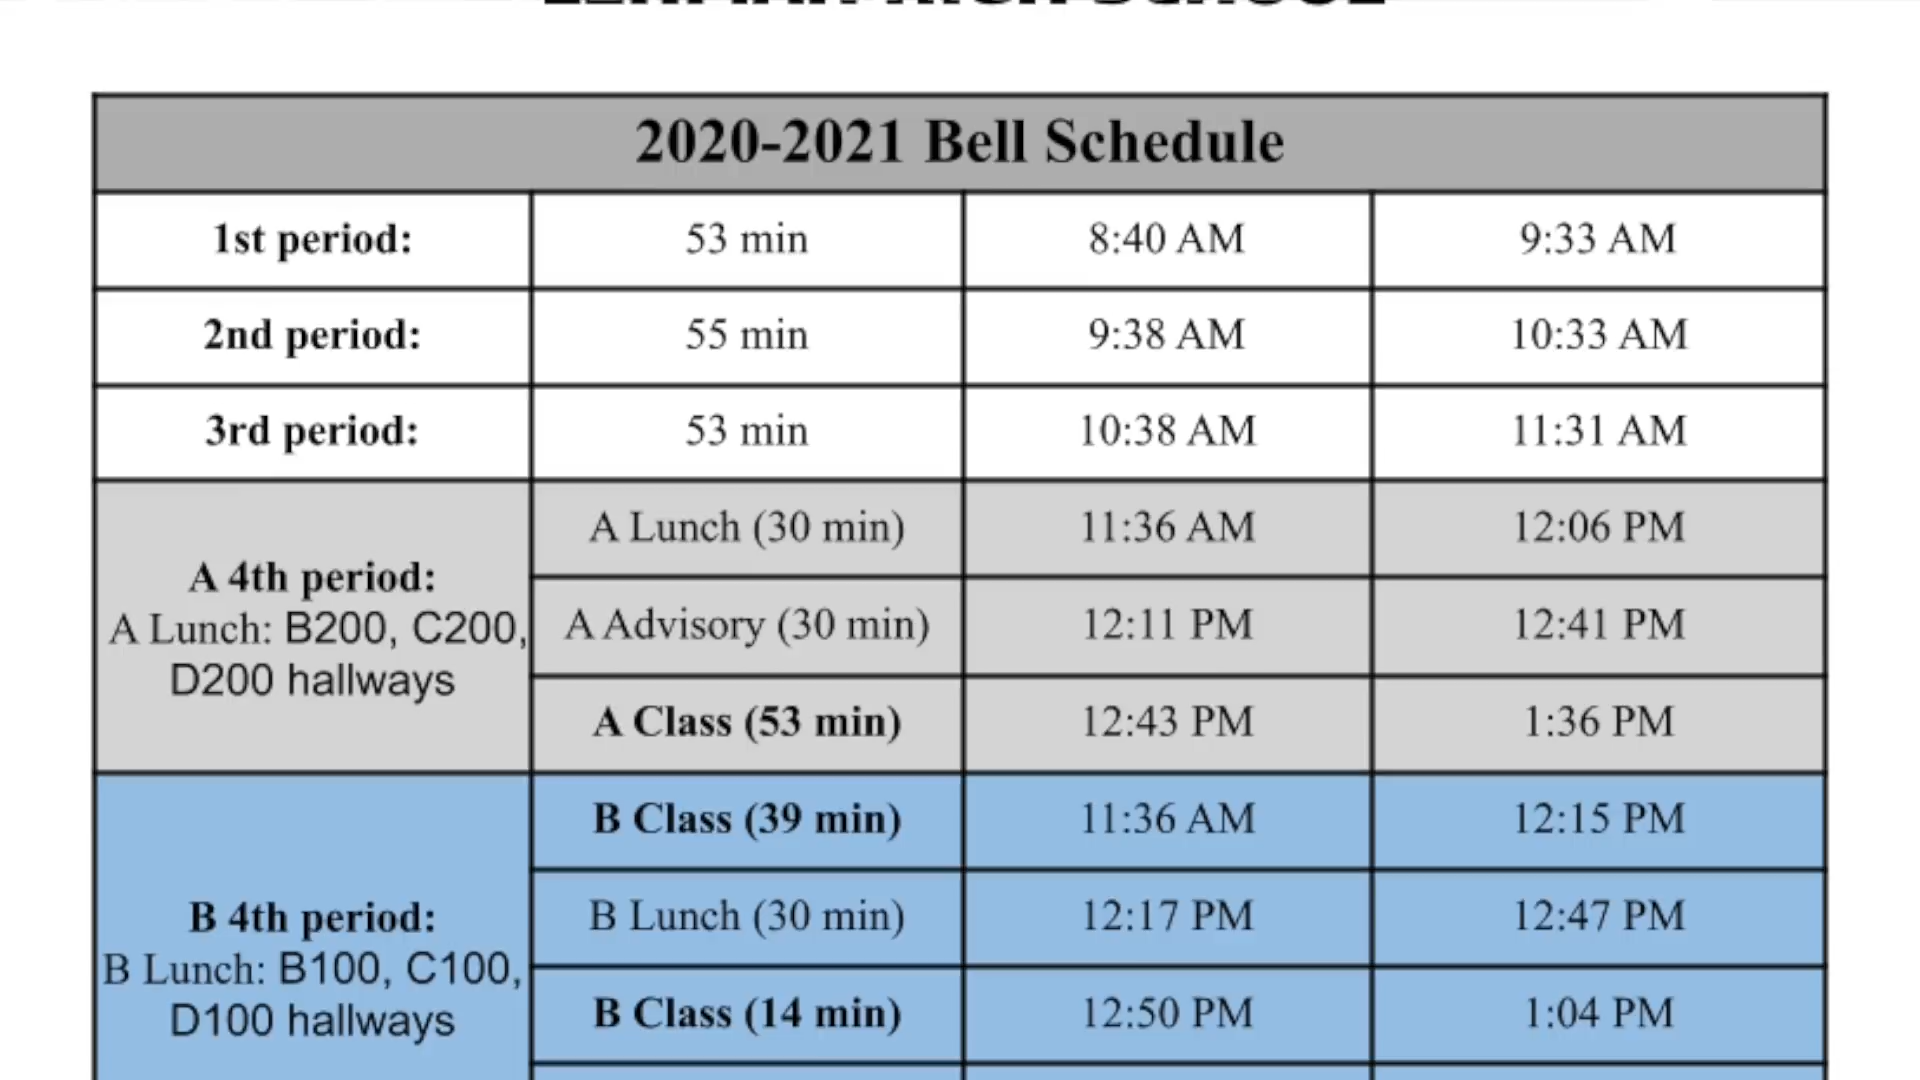 2020-2021 Bell Schedule
1st period: 53 min 8:40 AM 9:33 AM
2nd period: 55 min 9:38 AM 10:33 AM
3rd period: 53 min 10:38 AM 11:31 AM
A 4th period:
A Lunch: B200, C200,
D200 hallways
A Lunch (30 min) 11:36 AM 12:06 PM
A Advisory (30 min) 12:11 PM 12:41 PM
A Class (53 min) 12:43 PM 1:36 PM
B 4th period:
B Lunch: B100, C100,
D100 hallways
B Class (39 min) 11:36 AM 12:15 PM
B Lunch (30 min) 12:17 PM 12:47 PM
B Class (14 min) 12:50 PM 1:04 PM